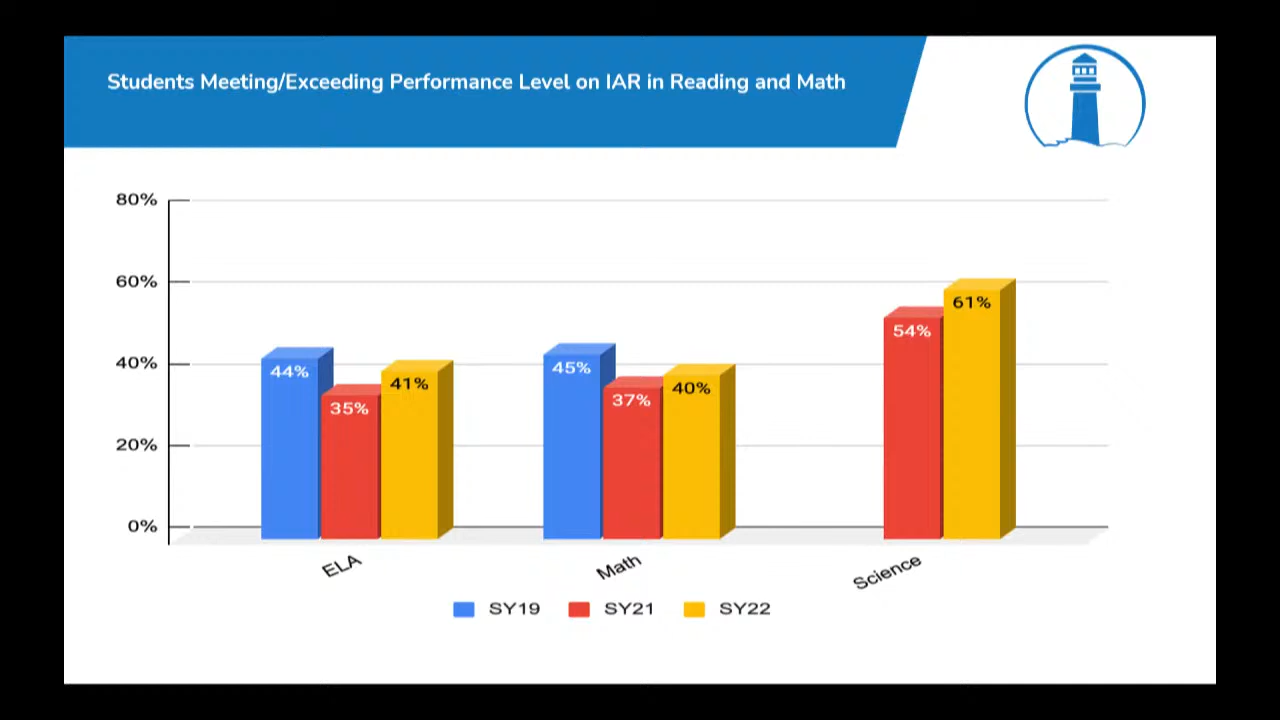 Students Meeting/Exceeding Performance Level on IAR in Reading and Math
80%
60%
40%
20%
0%
44%
35%
41%
45%
37%
40%
54%
61%
ELA
Math
Science
SY19
SY21
SY22